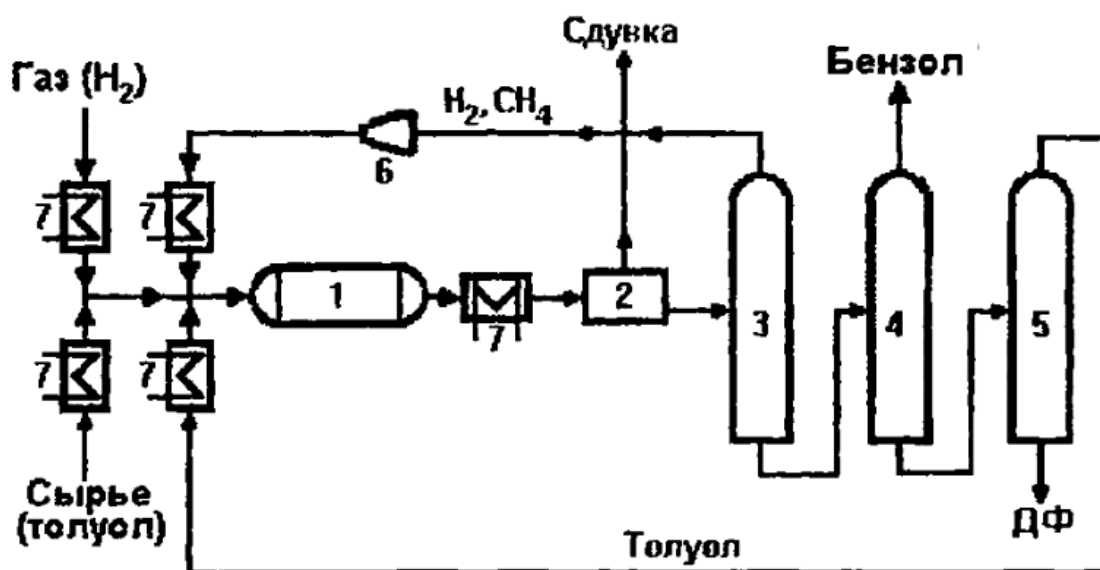 Сдувка
Газ (H₂)
Бензол
H₂, CH₄
6
7
7
1
2
3
4
5
7
7
7
Сырье
(толуол)
ДФ
Толуол